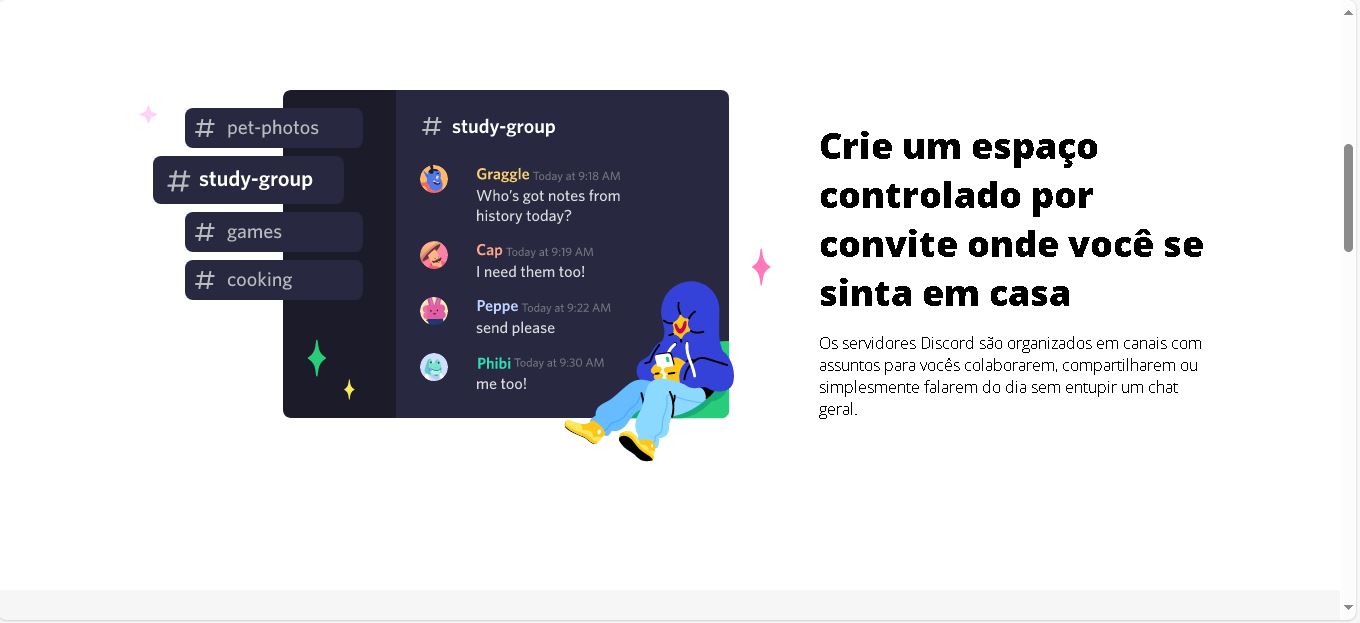 # pet-photos
# study-group
# games
# cooking
# study-group
Graggle Today at 9:18 AM
Who's got notes from
history today?
Cap Today at 9:19 AM
I need them too!
Peppe Today at 9:22 AM
send please
Phibi Today at 9:30 AM
me too!
Crie um espaço
controlado por
convite onde você se
sinta em casa
Os servidores Discord são organizados em canais com
assuntos para vocês colaborarem, compartilharem ou
simplesmente falarem do dia sem entupir um chat
geral.